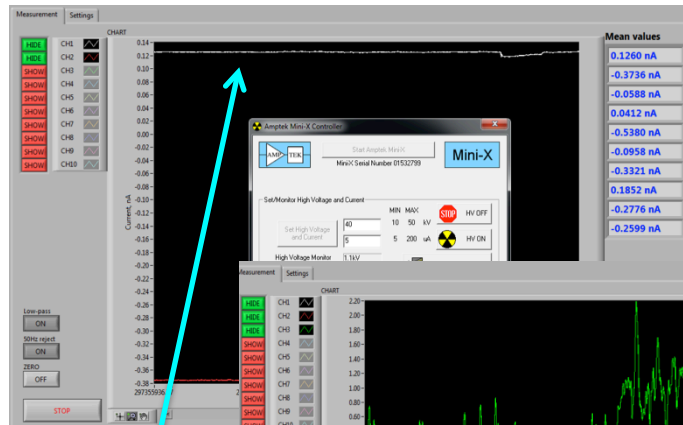 Measurement Settings
CHART
Mean values
HIDE CH1
HIDE CH2
SHOW CH3
SHOW CH4
SHOW CH5
SHOW CH6
SHOW CH7
SHOW CH8
SHOW CH9
SHOW CH10
0.14
0.12
0.10
0.08
0.06
0.04
0.02
0.00
-0.02
-0.04
-0.06
-0.08
-0.10
-0.12
-0.14
-0.16
-0.18
-0.20
-0.22
-0.24
-0.26
-0.28
-0.30
-0.32
-0.34
-0.36
-0.38
Current, nA
0.1260 nA
-0.3736 nA
-0.0588 nA
0.0412 nA
-0.5380 nA
-0.0958 nA
-0.3321 nA
0.1852 nA
-0.2776 nA
-0.2599 nA
Amptek Mini-X Controller
AMP TEK
Start Amptek Mini-X
Mini-X Serial Number 01532799
Mini-X
Set/Monitor High Voltage and Current
MIN MAX
Set High Voltage and Current
40 10 50 kV STOP HV OFF
5 5 200 uA HV ON
High Voltage Monitor 1.1kV
Low-pass
ON
50Hz reject
ON
ZERO
OFF
STOP
Measurement Settings
CHART
HIDE CH1
HIDE CH2
HIDE CH3
SHOW CH4
SHOW CH5
SHOW CH6
SHOW CH7
SHOW CH8
SHOW CH9
CH10
2.20
2.00
1.80
1.60
1.40
1.20
1.00
0.80
0.60